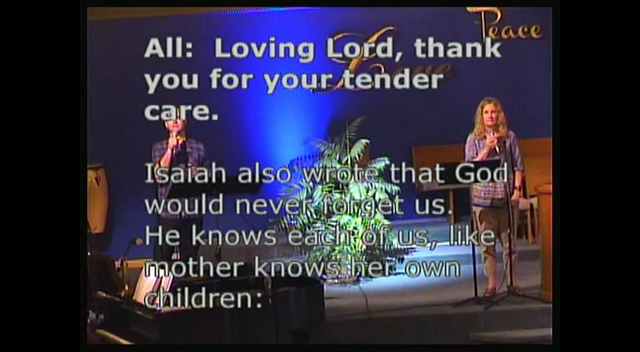 Peace
Love
All: Loving Lord, thank
you for your tender
care.
Isaiah also wrote that God
would never forget us.
He knows each of us, like
mother knows her own
children: